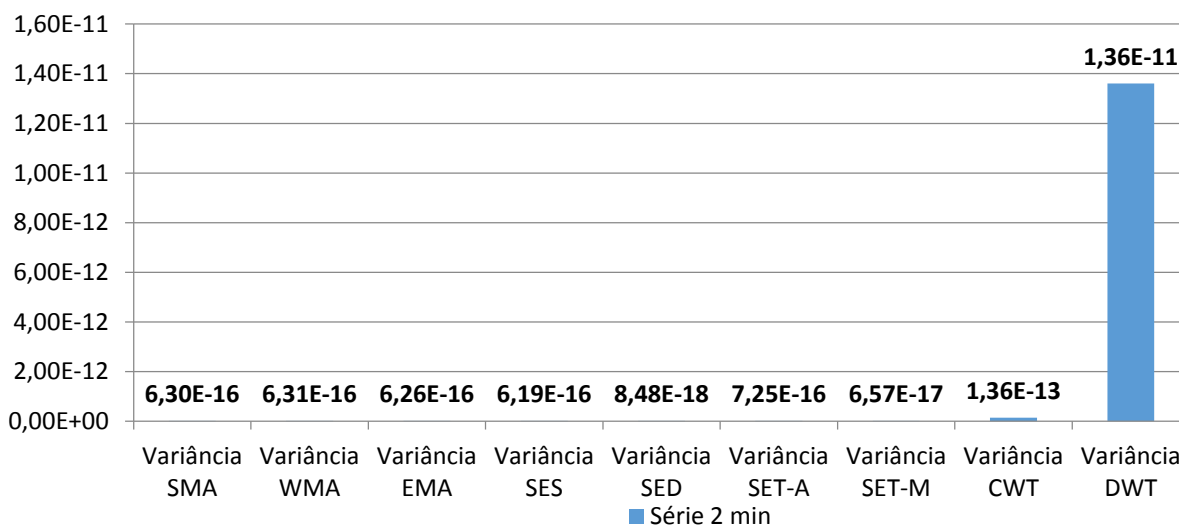 1,60E-11
1,40E-11
1,20E-11
1,00E-11
8,00E-12
6,00E-12
4,00E-12
2,00E-12
0,00E+00
6,30E-16
6,31E-16
6,26E-16
6,19E-16
8,48E-18
7,25E-16
6,57E-17
1,36E-13
1,36E-11
Variância
SMA
Variância
WMA
Variância
EMA
Variância
SES
Variância
SED
Variância
SET-A
Variância
SET-M
Variância
CWT
Variância
DWT
Série 2 min